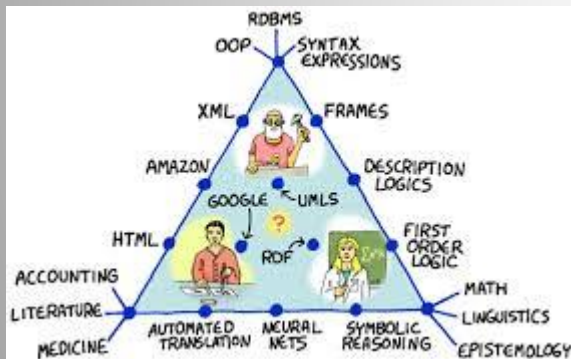 RDBMS
OOP
SYNTAX
EXPRESSIONS
XML
FRAMES
AMAZON
DESCRIPTION
LOGICS
GOOGLE
UMLS
?
HTML
RDF
FIRST
ORDER
LOGIC
ACCOUNTING
MATH
LITERATURE
LINGUISTICS
MEDICINE
AUTOMATED
TRANSLATION
NEURAL
NETS
SYMBOLIC
REASONING
EPISTEMOLOGY